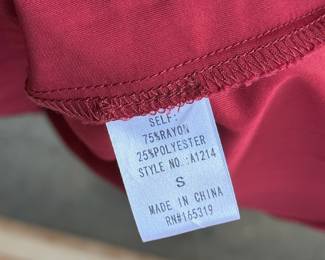 SELF:
75%RAYON
25%POLYESTER
STYLE NO.:A1214
S
MADE IN CHINA
RN#165319